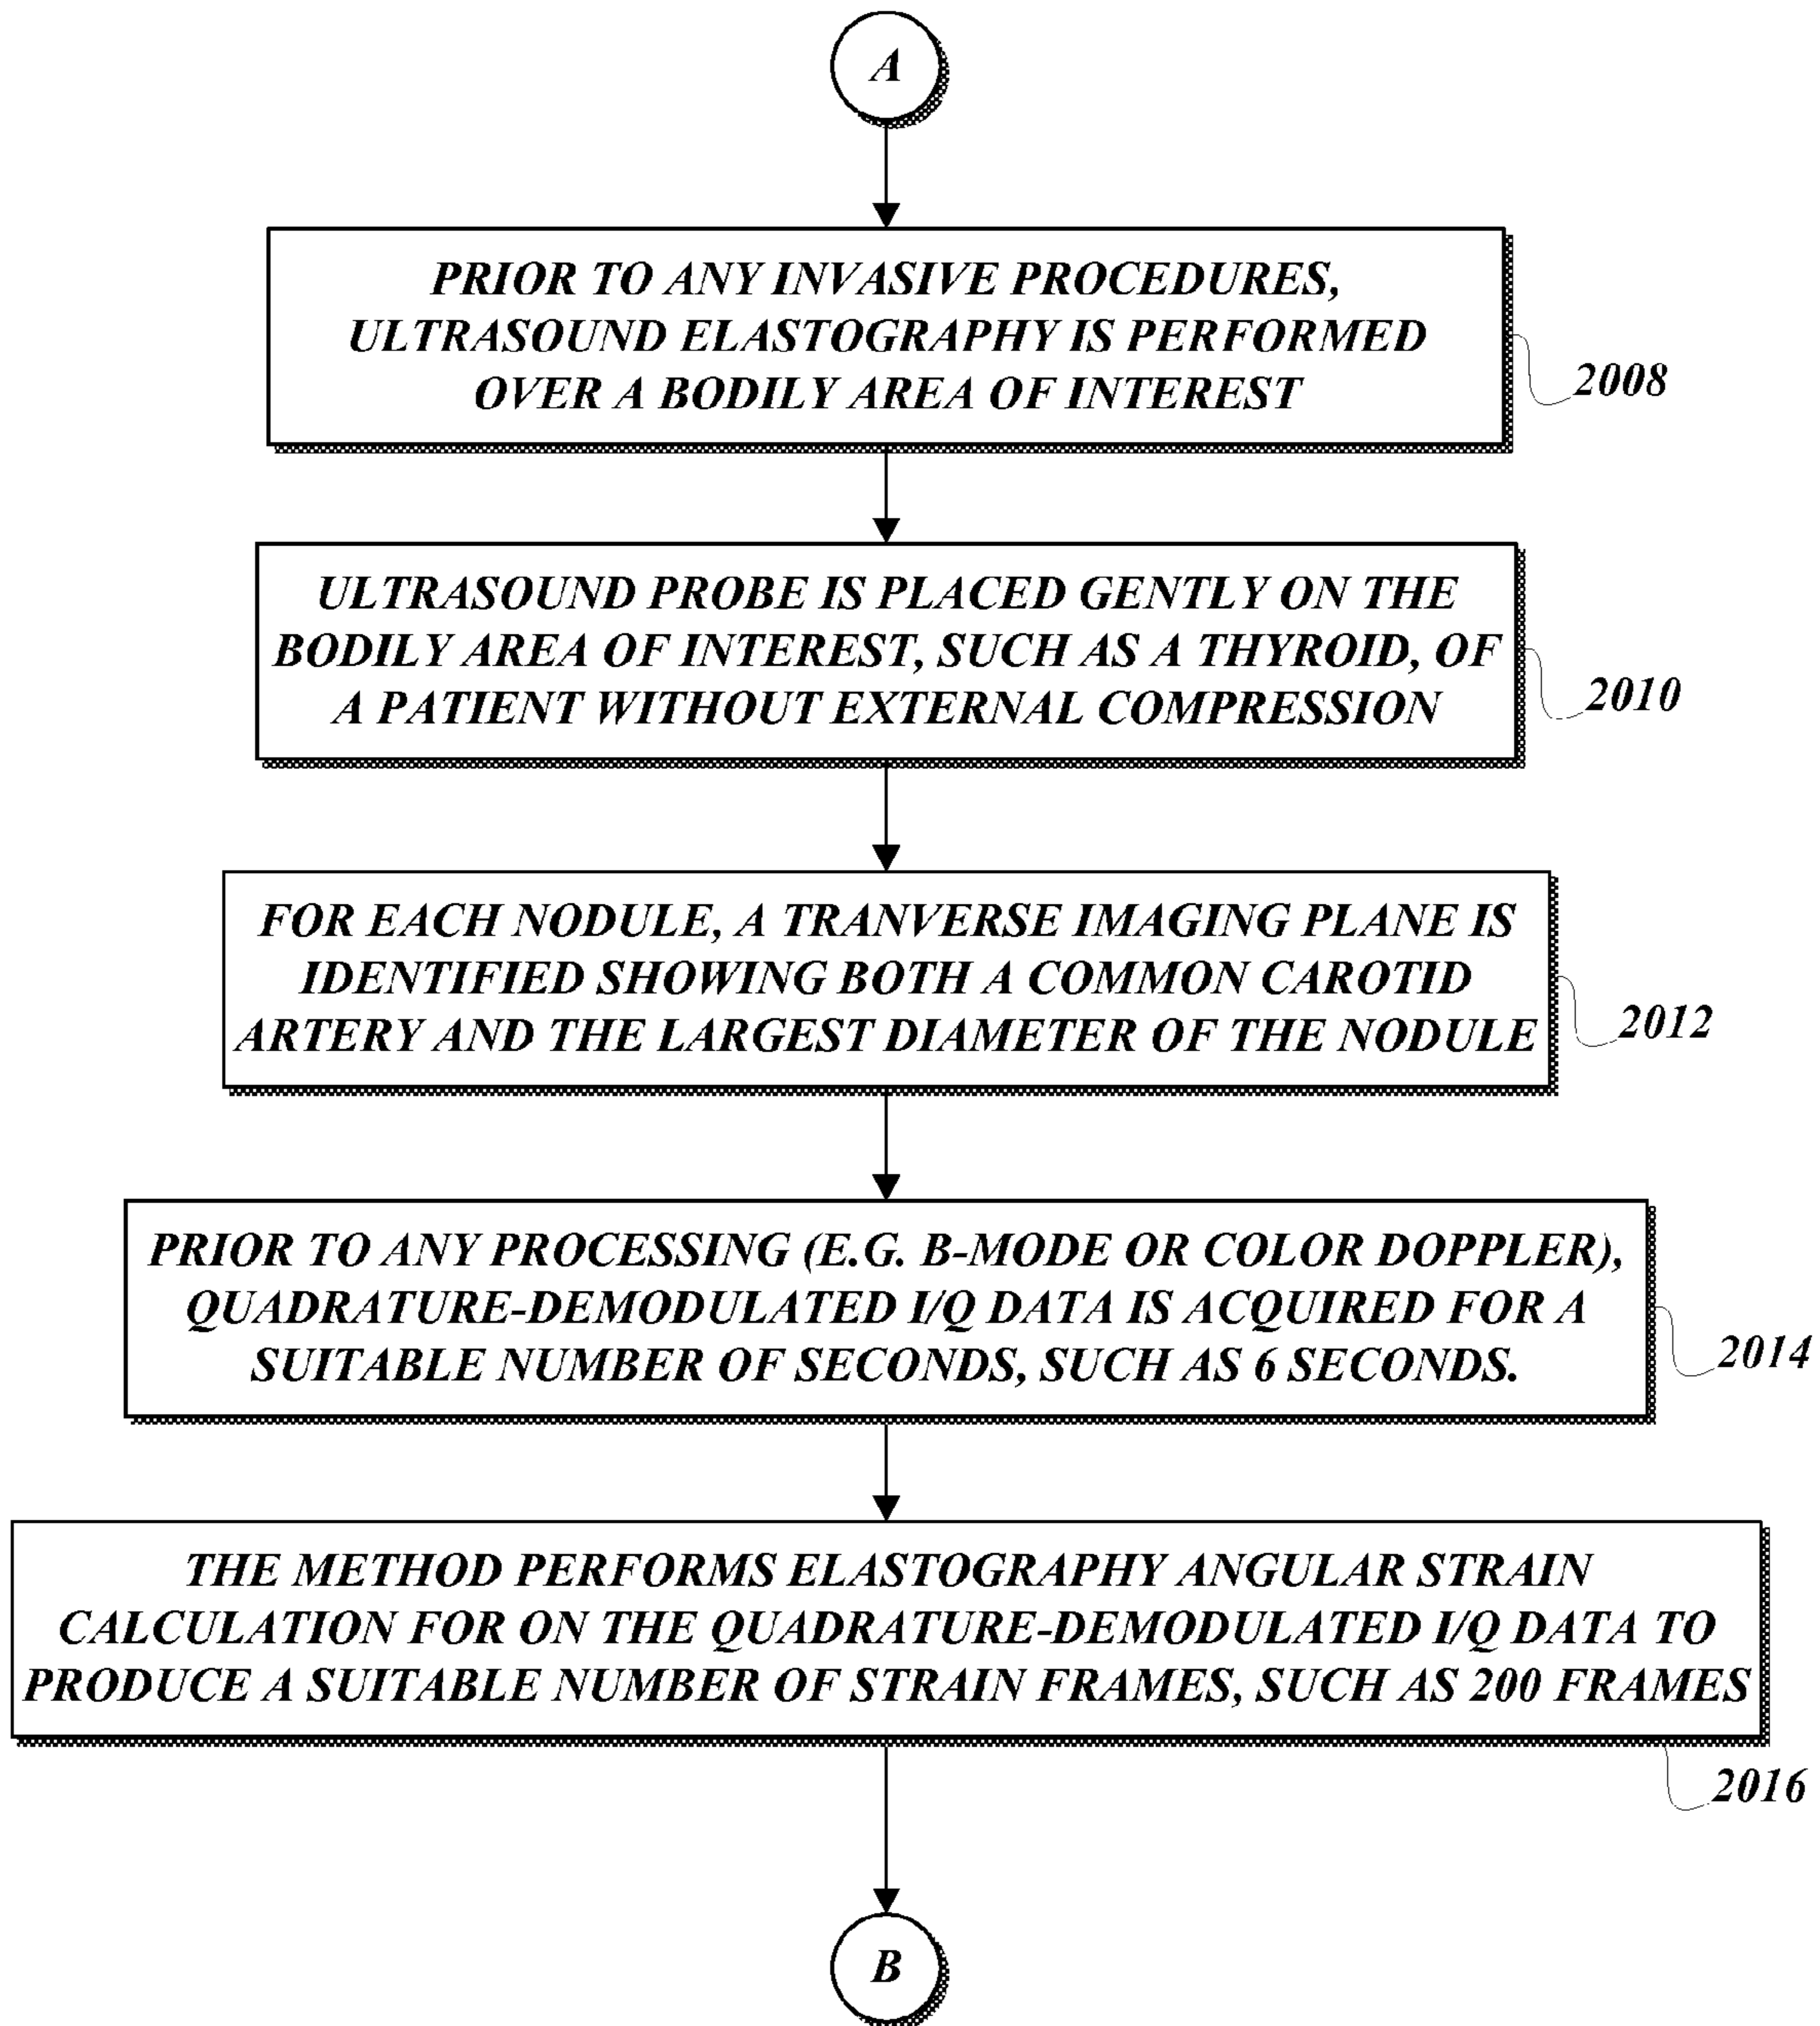 A
PRIOR TO ANY INVASIVE PROCEDURES,
ULTRASOUND ELASTOGRAPHY IS PERFORMED
OVER A BODILY AREA OF INTEREST
2008
ULTRASOUND PROBE IS PLACED GENTLY ON THE
BODILY AREA OF INTEREST, SUCH AS A THYROID, OF
A PATIENT WITHOUT EXTERNAL COMPRESSION
2010
FOR EACH NODULE, A TRANVERSE IMAGING PLANE IS
IDENTIFIED SHOWING BOTH A COMMON CAROTID
ARTERY AND THE LARGEST DIAMETER OF THE NODULE
2012
PRIOR TO ANY PROCESSING (E.G. B-MODE OR COLOR DOPPLER),
QUADRATURE-DEMODULATED I/Q DATA IS ACQUIRED FOR A
SUITABLE NUMBER OF SECONDS, SUCH AS 6 SECONDS.
2014
THE METHOD PERFORMS ELASTOGRAPHY ANGULAR STRAIN
CALCULATION FOR ON THE QUADRATURE-DEMODULATED I/Q DATA TO
PRODUCE A SUITABLE NUMBER OF STRAIN FRAMES, SUCH AS 200 FRAMES
2016
B